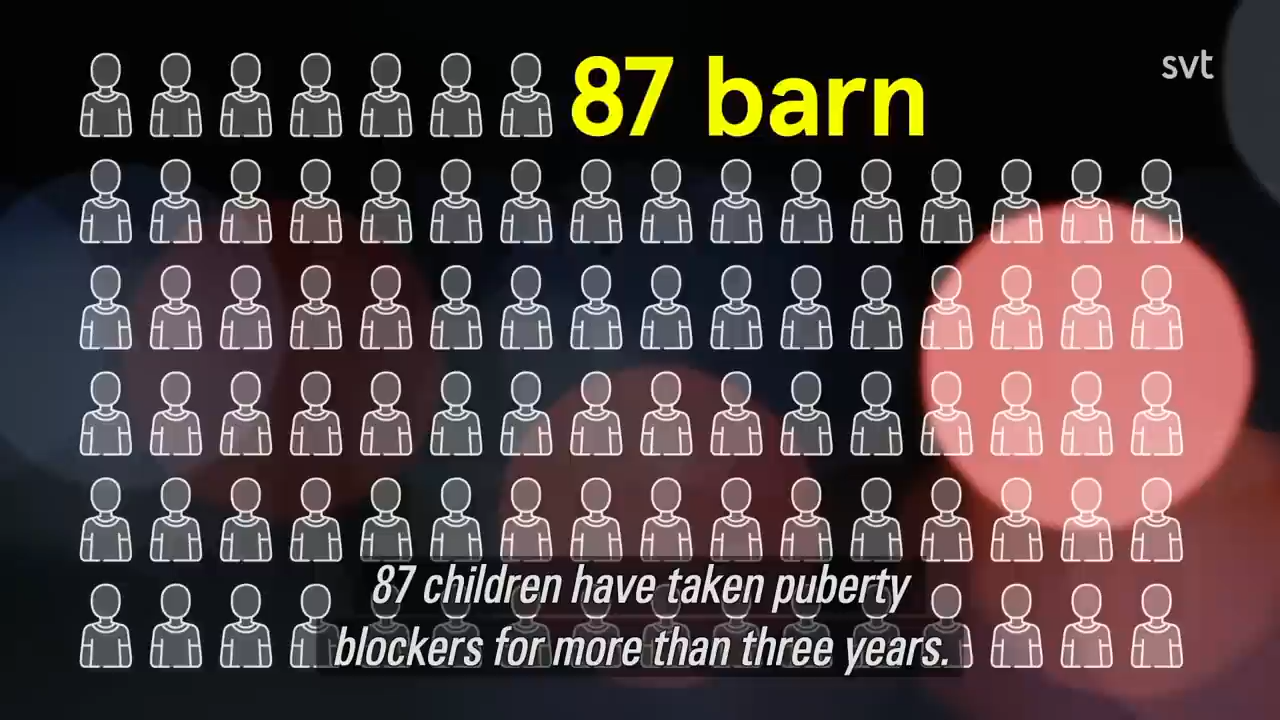 87 barn
svt
87 children have taken puberty
blockers for more than three years.